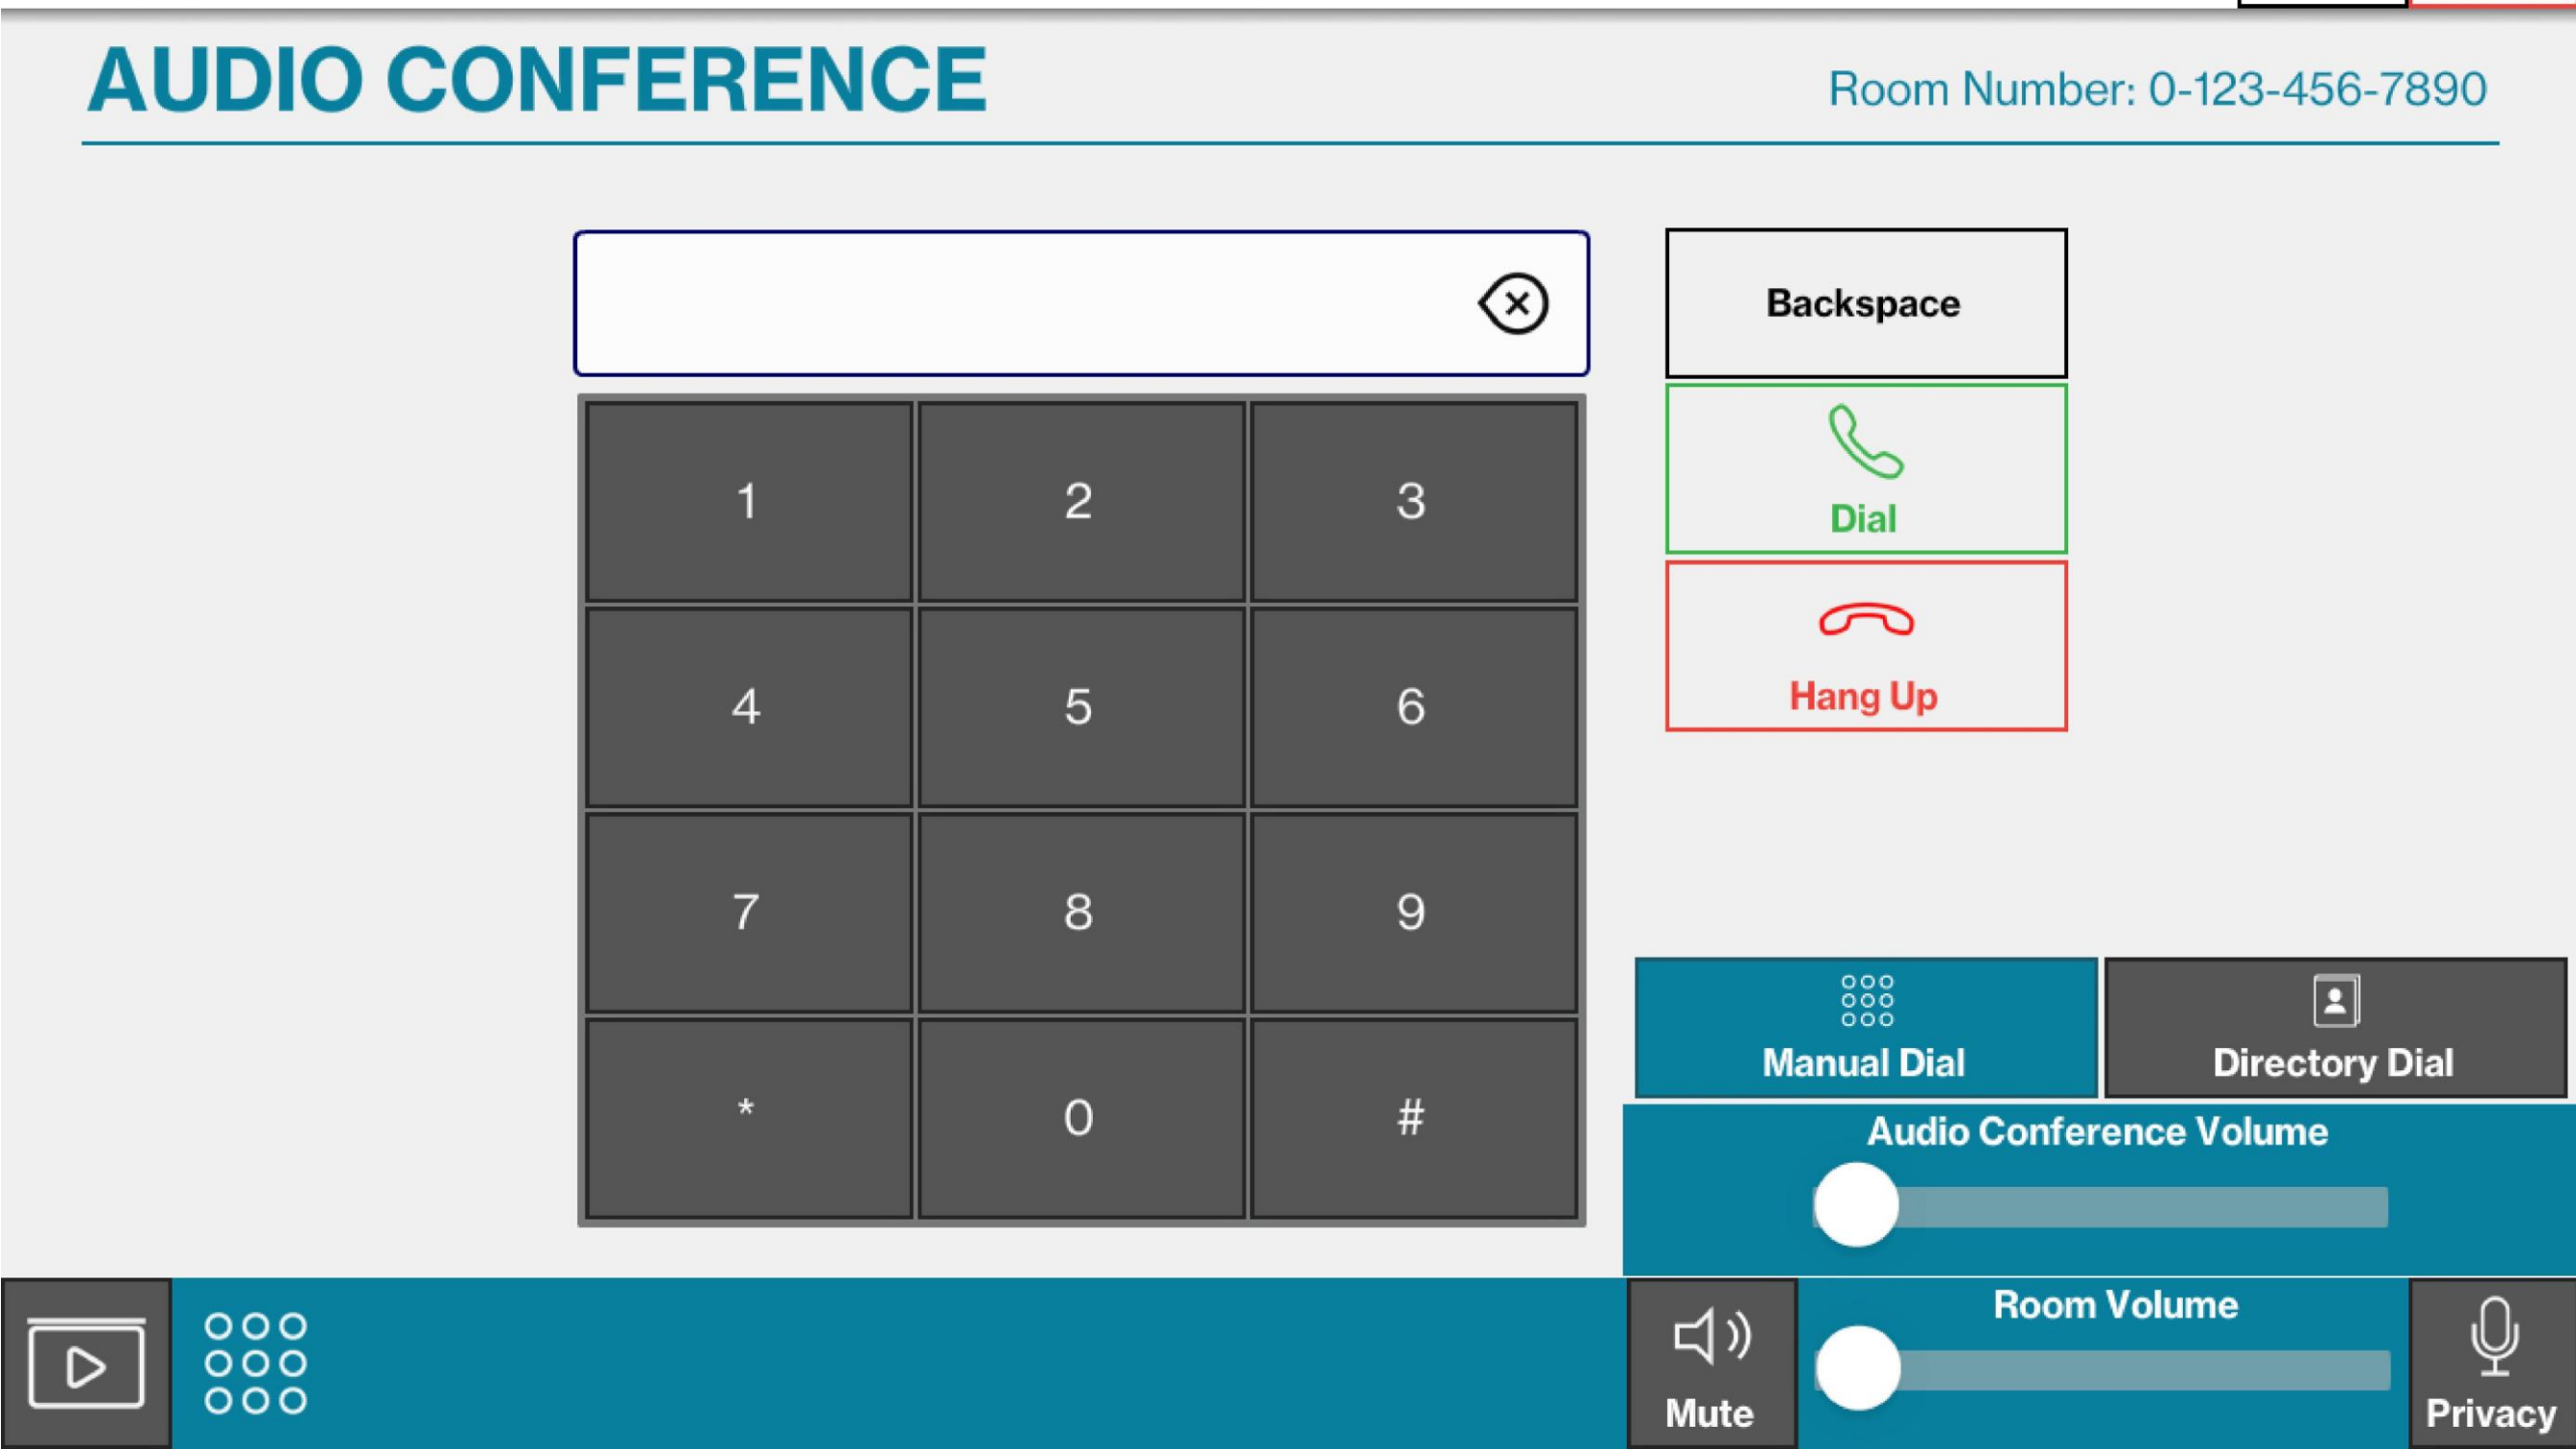 AUDIO CONFERENCE
Room Number: 0-123-456-7890
Backspace
1 2 3
Dial
4 5 6
Hang Up
7 8 9
Manual Dial
Directory Dial
* 0 #
Audio Conference Volume
Room Volume
Mute
Privacy